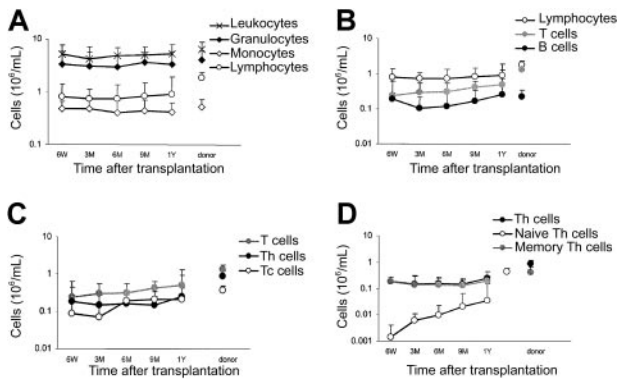 A
Leukocytes
Granulocytes
Monocytes
Lymphocytes
Cells (10⁶/mL)
10
1
0.1
6W 3M 6M 9M 1Y donor
Time after transplantation
B
Lymphocytes
T cells
B cells
Cells (10⁶/mL)
10
1
0.1
0.01
6W 3M 6M 9M 1Y donor
Time after transplantation
C
T cells
Th cells
Tc cells
Cells (10⁶/mL)
10
1
0.1
0.01
6W 3M 6M 9M 1Y donor
Time after transplantation
D
Th cells
Naive Th cells
Memory Th cells
Cells (10⁶/mL)
10
1
0.1
0.01
0.001
6W 3M 6M 9M 1Y donor
Time after transplantation